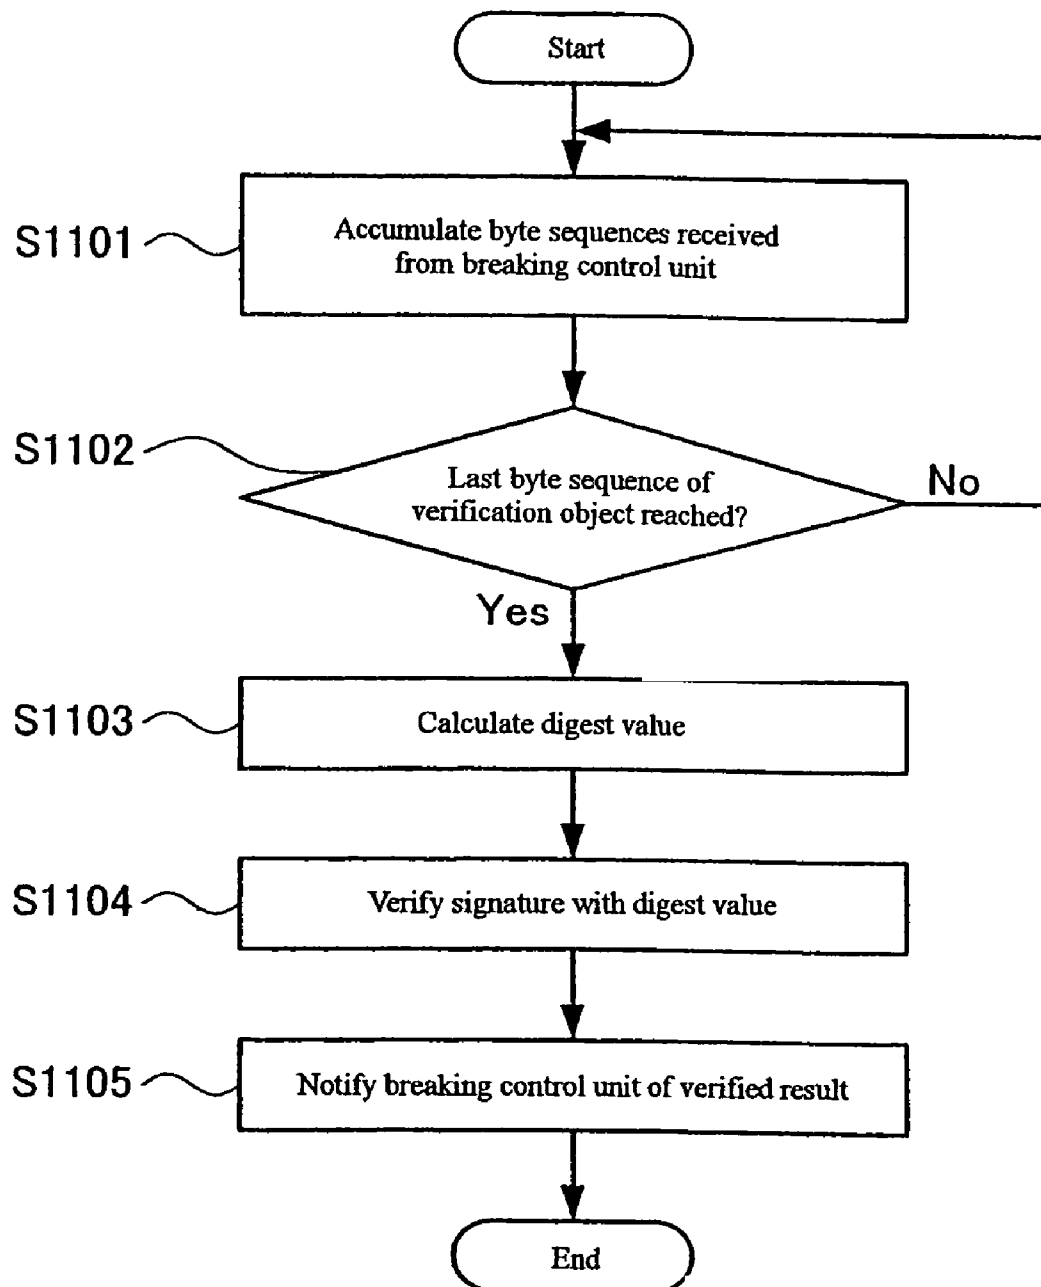 Start
S1101
Accumulate byte sequences received
from breaking control unit
S1102
Last byte sequence of
verification object reached?
No
Yes
S1103
Calculate digest value
S1104
Verify signature with digest value
S1105
Notify breaking control unit of verified result
End